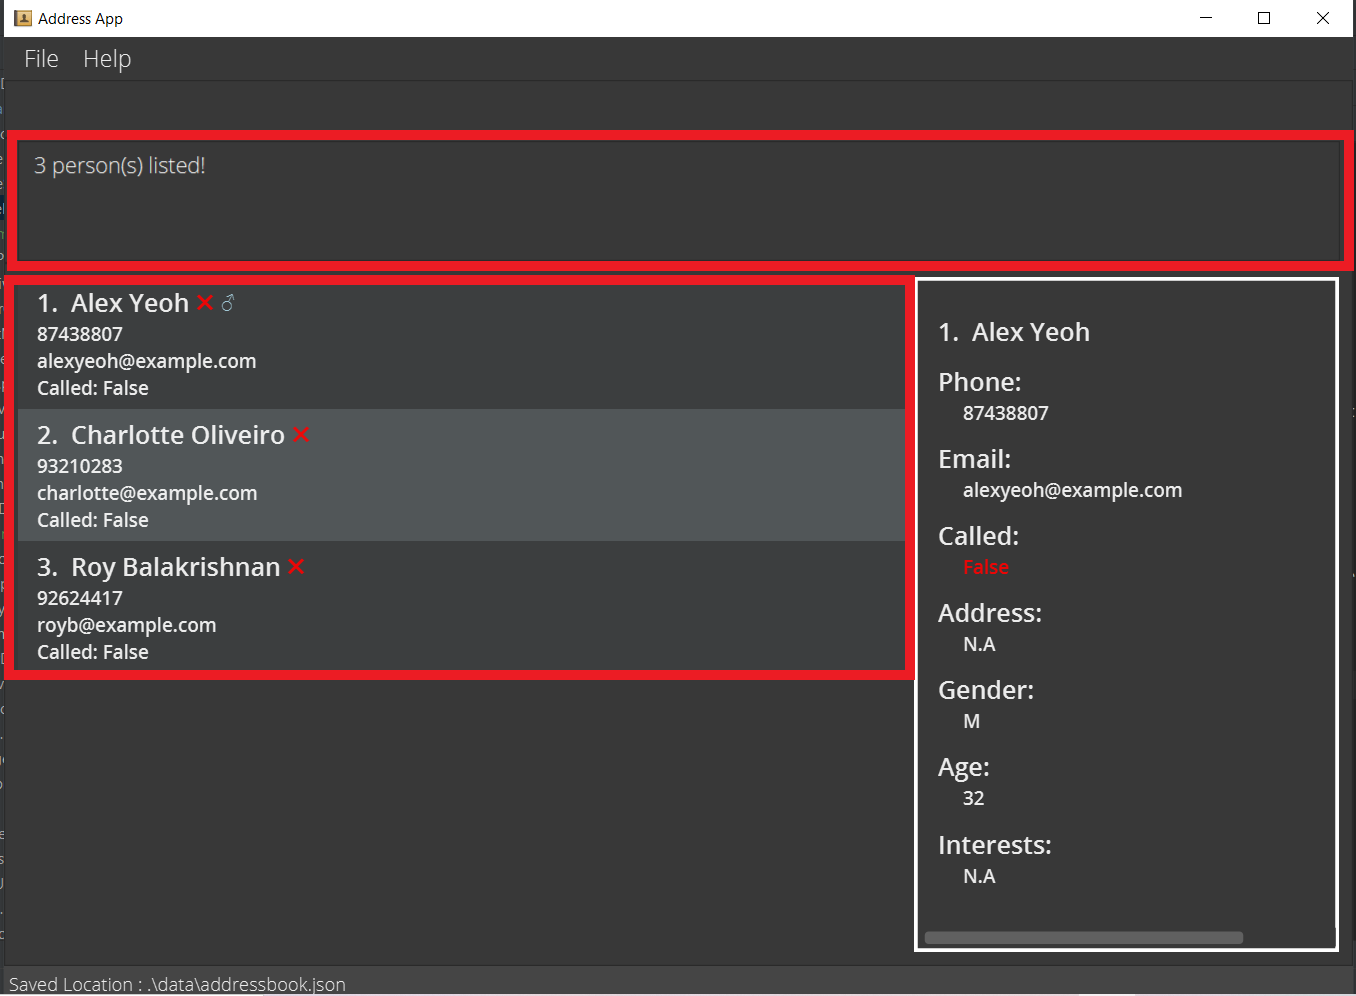 Address App
File Help
3 person(s) listed!
1. Alex Yeoh
87438807
alexyeoh@example.com
Called: False
2. Charlotte Oliveiro
93210283
charlotte@example.com
Called: False
3. Roy Balakrishnan
92624417
royb@example.com
Called: False
1. Alex Yeoh
Phone:
87438807
Email:
alexyeoh@example.com
Called:
False
Address:
N.A
Gender:
M
Age:
32
Interests:
N.A
Saved Location : .\data\addressbook.json